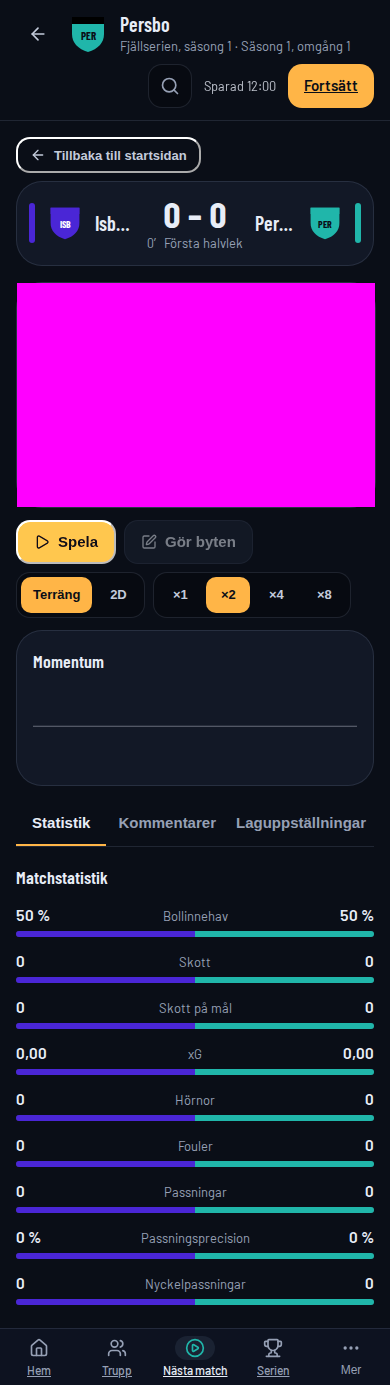 PER
Persbo
Fjällserien, säsong 1 · Säsong 1, omgång 1
Sparad 12:00
Fortsätt
Tillbaka till startsidan
ISB
Isb...
0 – 0
Per...
PER
0′ Första halvlek
Spela
Gör byten
Terräng
2D
×1
×2
×4
×8
Momentum
Statistik
Kommentarer
Laguppställningar
Matchstatistik
50 % Bollinnehav 50 %
0 Skott 0
0 Skott på mål 0
0,00 xG 0,00
0 Hörnor 0
0 Fouler 0
0 Passningar 0
0 % Passningsprecision 0 %
0 Nyckelpassningar 0
Hem
Trupp
Nästa match
Serien
Mer